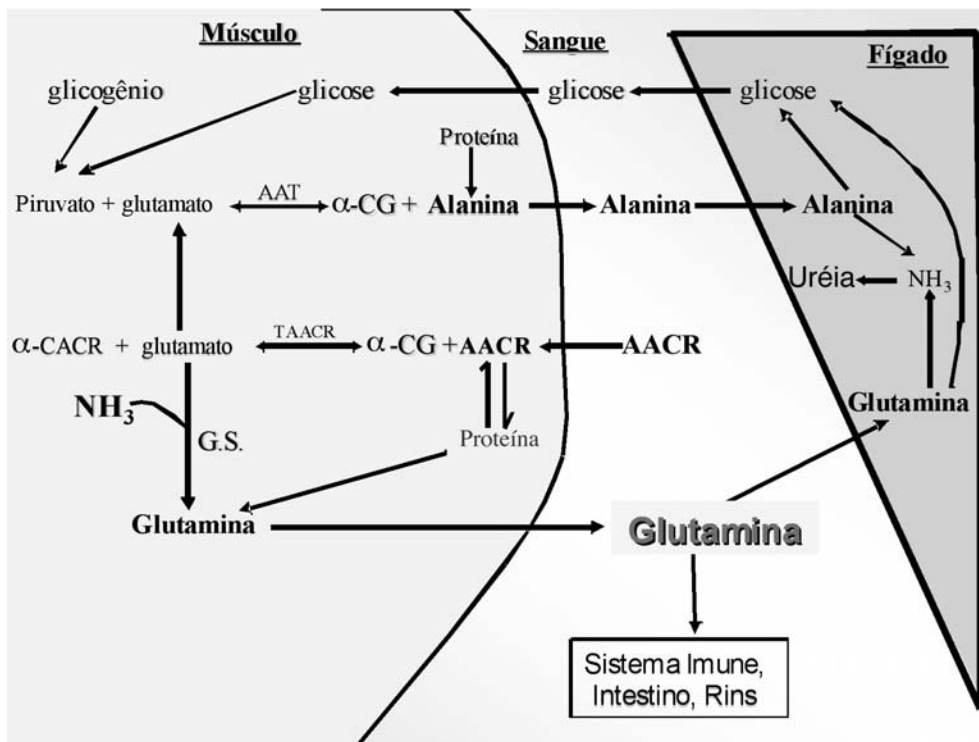 Músculo
Sangue
Fígado
glicogênio
glicose
glicose
glicose
Proteína
Piruvato + glutamato
AAT
α-CG + Alanina
Alanina
Alanina
Uréia
NH₃
α-CACR + glutamato
TAACR
α-CG + AACR
AACR
NH₃
G.S.
Proteína
Glutamina
Glutamina
Glutamina
Sistema Imune,
Intestino, Rins